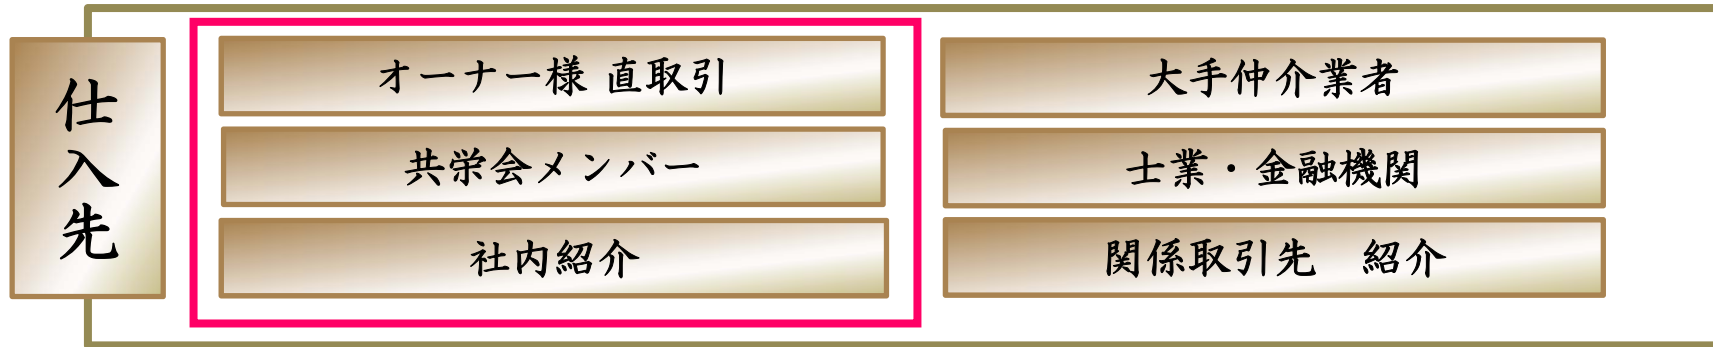 仕入先
オーナー様 直取引
共栄会メンバー
社内紹介
大手仲介業者
士業・金融機関
関係取引先　紹介